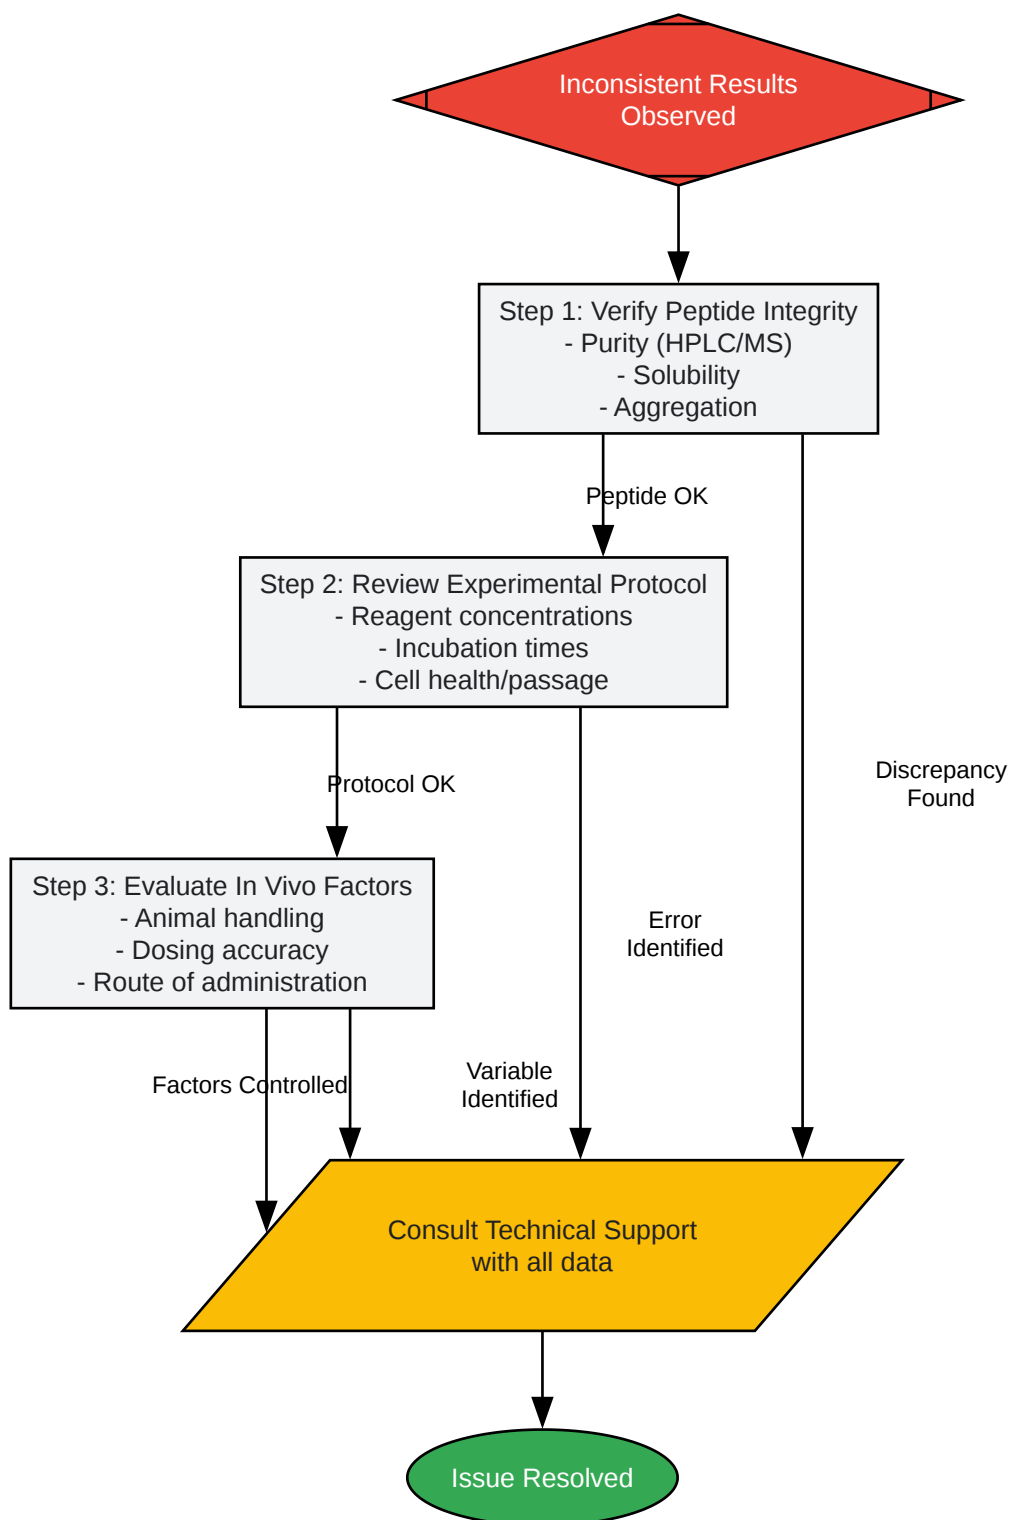 Inconsistent Results
Observed
Step 1: Verify Peptide Integrity
- Purity (HPLC/MS)
- Solubility
- Aggregation
Peptide OK
Step 2: Review Experimental Protocol
- Reagent concentrations
- Incubation times
- Cell health/passage
Protocol OK
Discrepancy
Found
Step 3: Evaluate In Vivo Factors
- Animal handling
- Dosing accuracy
- Route of administration
Error
Identified
Factors Controlled
Variable
Identified
Consult Technical Support
with all data
Issue Resolved